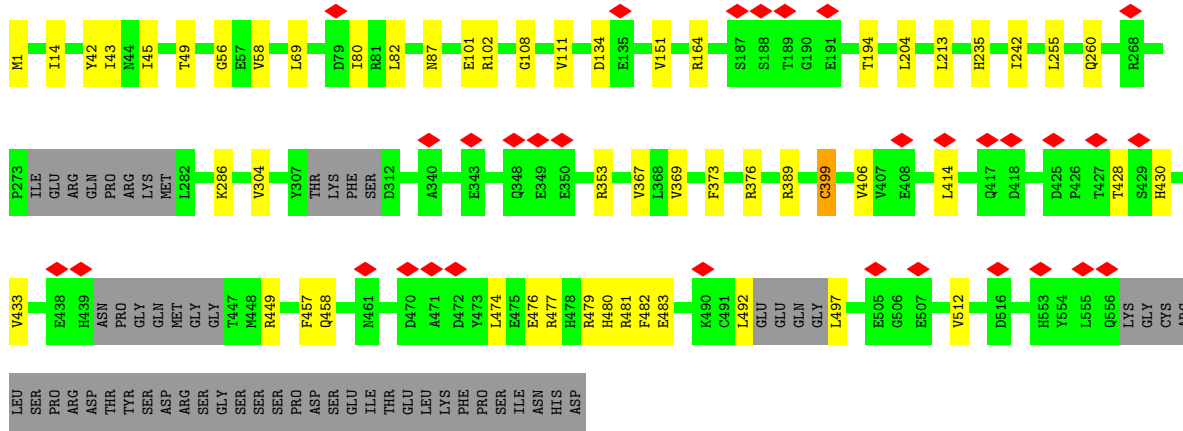 M1 I14 Y42 I43 N44 I45 T49 G56 E57 V58 L69 D79 I80 R81 L82 N87 E101 R102 G108 V111 D134 E135 V151 R164 S187 S188 T189 G190 E191 T194 L204 L213 H235 I242 L255 Q260 R268
P273 ILE GLU ARG GLN PRO ARG LYS MET L282 K286 V304 Y307 THR LYS PHE SER D312 A340 E343 Q348 E349 E350 R353 V367 L368 V369 F373 R376 R389 C399 V406 V407 E408 L414 Q417 D418 D425 P426 T427 T428 S429 H430
V433 E438 H439 ASN PRO GLY GLN MET GLY GLY T447 M448 R449 F457 Q458 N461 D470 A471 D472 Y473 L474 E475 E476 R477 H478 R479 H480 R481 F482 E483 K490 C491 L492 GLU GLU GLN GLY L497 E505 G506 E507 V512 D516 H553 Y554 L555 Q556 LYS GLY CYS ARG
LEU SER PRO ARG ASP THR TYR SER ASP ARG SER GLY SER SER SER PRO ASP SER GLU ILE THR GLU LEU LYS PHE PRO SER ILE ASN HIS ASP